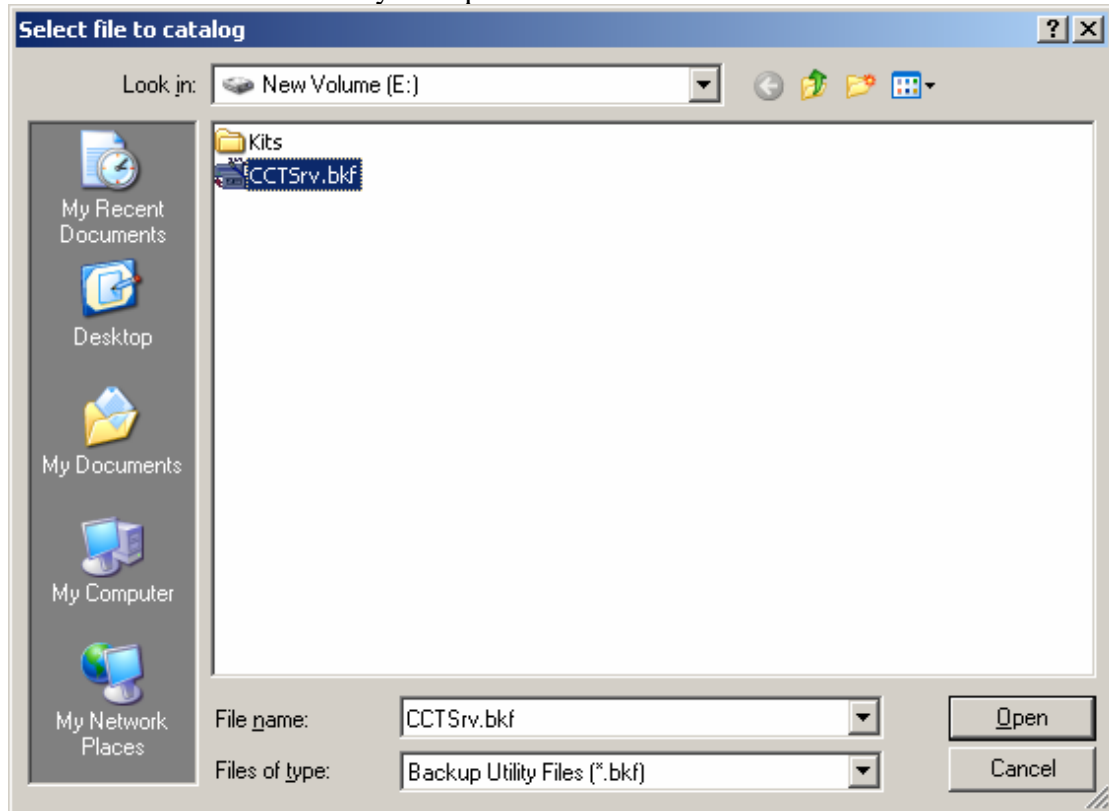 Select file to catalog
Look in:
New Volume (E:)
Kits
CCTSrv.bkf
My Recent
Documents
Desktop
My Documents
My Computer
My Network
Places
File name:
CCTSrv.bkf
Open
Files of type:
Backup Utility Files (*.bkf)
Cancel